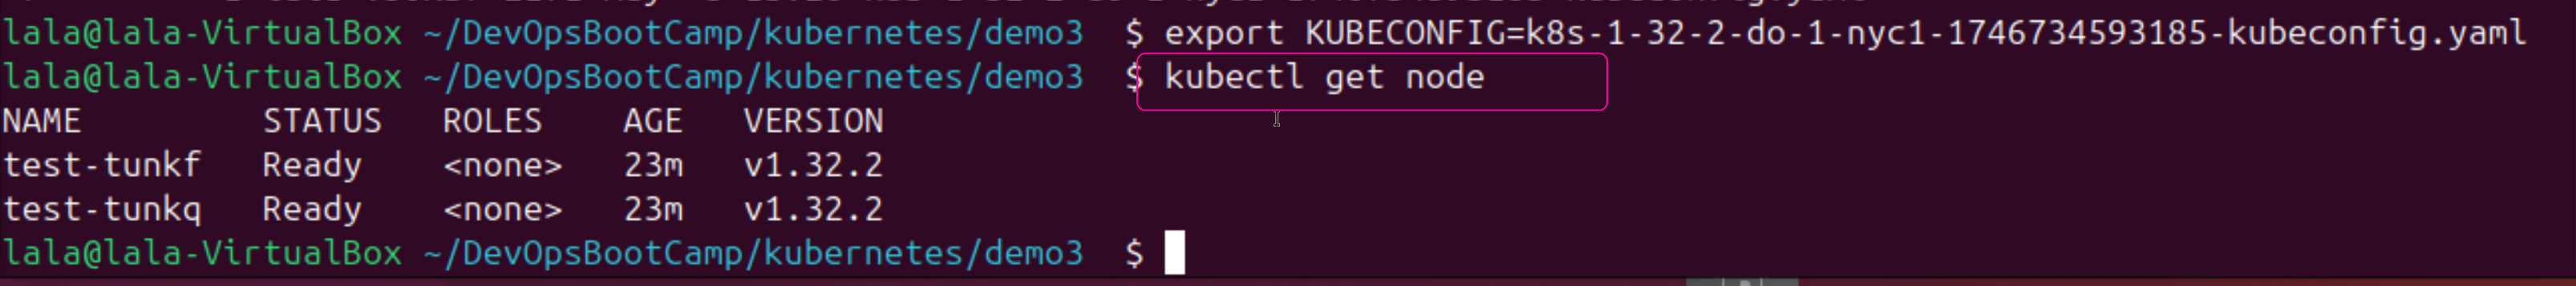 lala@lala-VirtualBox ~/DevOpsBootCamp/kubernetes/demo3 $ export KUBECONFIG=k8s-1-32-2-do-1-nyc1-1746734593185-kubeconfig.yaml
lala@lala-VirtualBox ~/DevOpsBootCamp/kubernetes/demo3 $ kubectl get node
NAME STATUS ROLES AGE VERSION
test-tunkf Ready <none> 23m v1.32.2
test-tunkq Ready <none> 23m v1.32.2
lala@lala-VirtualBox ~/DevOpsBootCamp/kubernetes/demo3 $